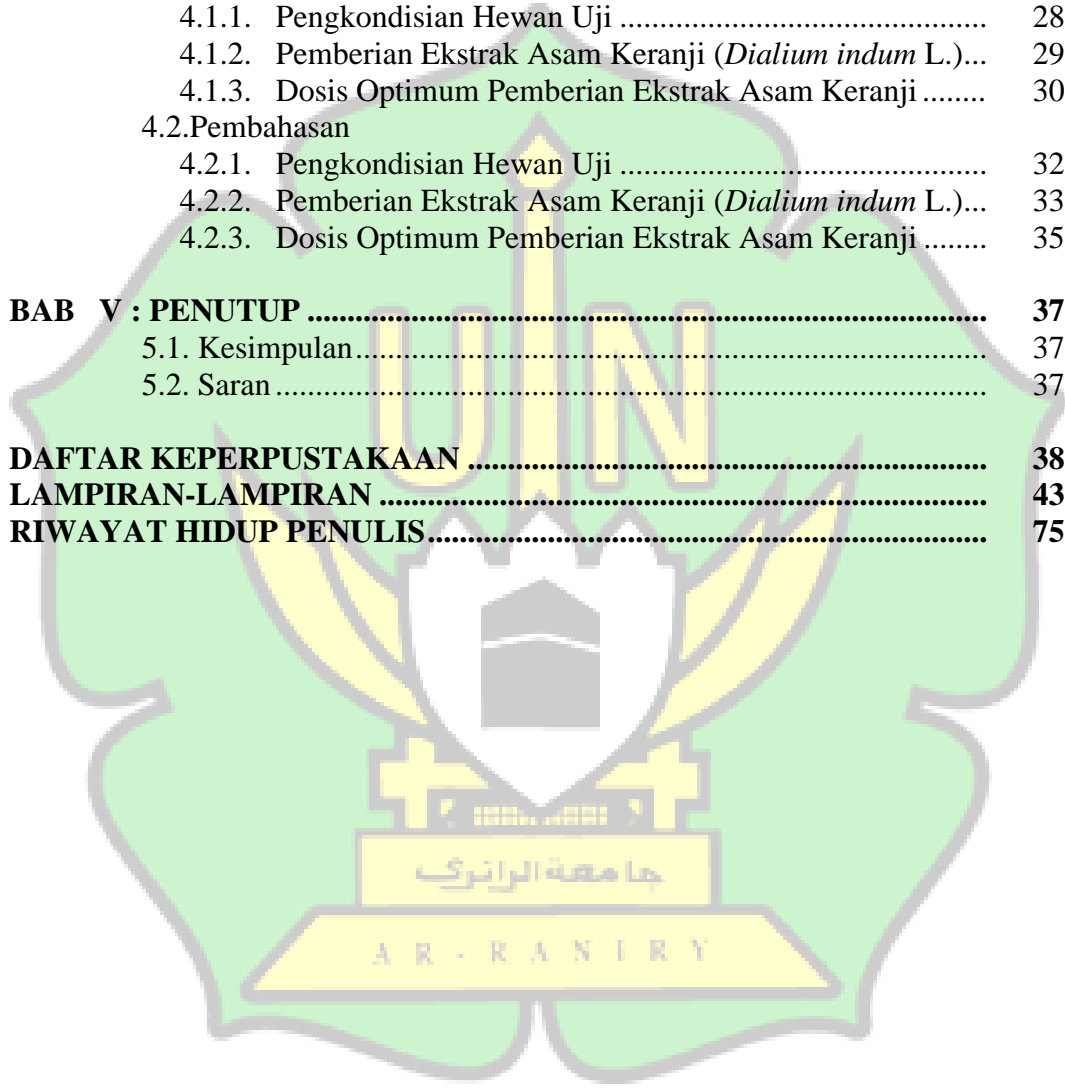 4.1.1. Pengkondisian Hewan Uji ........................................ 28
4.1.2. Pemberian Ekstrak Asam Keranji (Dialium indum L.)... 29
4.1.3. Dosis Optimum Pemberian Ekstrak Asam Keranji ........ 30
4.2.Pembahasan
4.2.1. Pengkondisian Hewan Uji ........................................ 32
4.2.2. Pemberian Ekstrak Asam Keranji (Dialium indum L.)... 33
4.2.3. Dosis Optimum Pemberian Ekstrak Asam Keranji ........ 35
BAB V : PENUTUP ..................................................................... 37
5.1. Kesimpulan..................................................................... 37
5.2. Saran ............................................................................. 37
DAFTAR KEPERPUSTAKAAN ..................................................... 38
LAMPIRAN-LAMPIRAN .............................................................. 43
RIWAYAT HIDUP PENULIS......................................................... 75
UIN
جامعة الرانري
AR - RANIRY